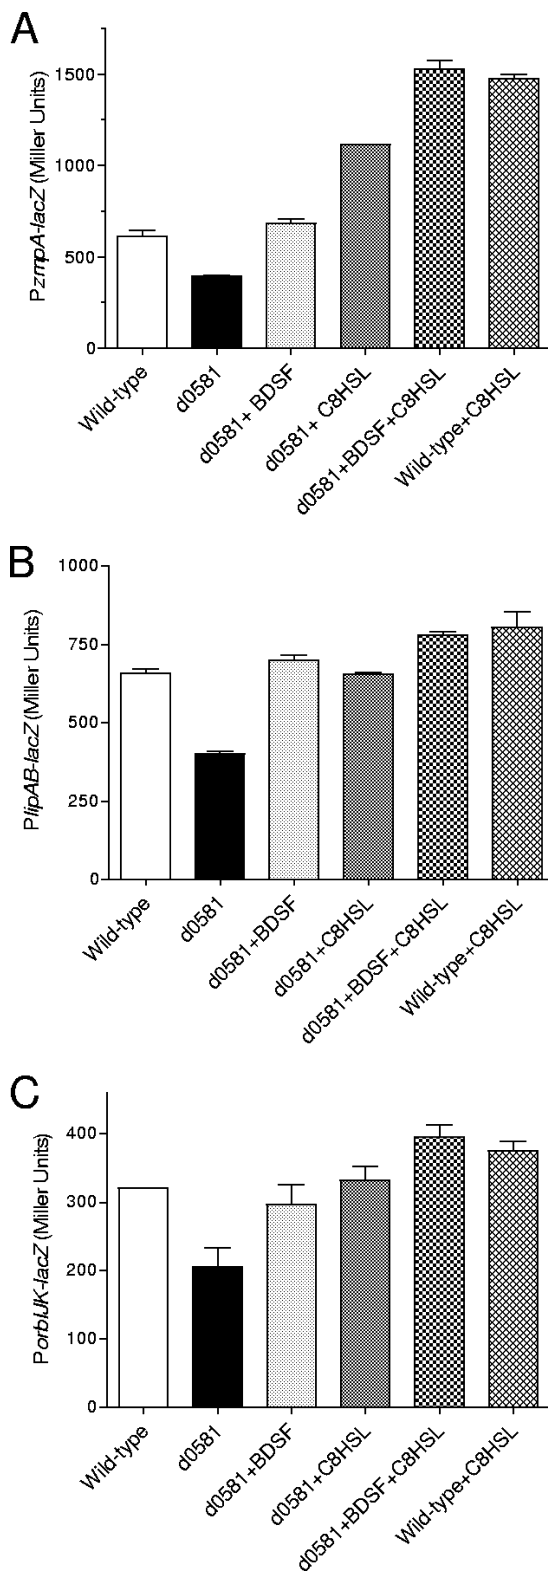 A
PzmpA-lacZ (Miller Units)
1500
1000
500
0
Wild-type
d0581
d0581+ BDSF
d0581+ C8HSL
d0581+BDSF+C8HSL
Wild-type+C8HSL
B
PlipAB-lacZ (Miller Units)
1000
750
500
250
0
Wild-type
d0581
d0581+BDSF
d0581+C8HSL
d0581+BDSF+C8HSL
Wild-type+C8HSL
C
PorbIJK-lacZ (Miller Units)
400
300
200
100
0
Wild-type
d0581
d0581+BDSF
d0581+C8HSL
d0581+BDSF+C8HSL
Wild-type+C8HSL